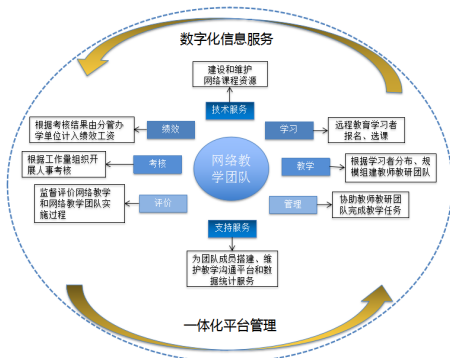 数字化信息服务
建设和维护
网络课程资源
技术服务
绩效
学习
根据考核结果由分管办
学单位计入绩效工资
远程教育学习者
报名、选课
考核
网络教
学团队
教学
根据工作量组织开
展人事考核
根据学习者分布、规
模组建教师教研团队
评价
管理
监督评价网络教学
和网络教学团队实
施过程
协助教师教研团
队完成教学任务
支持服务
为团队成员搭建、维
护教学沟通平台和数
据统计服务
一体化平台管理